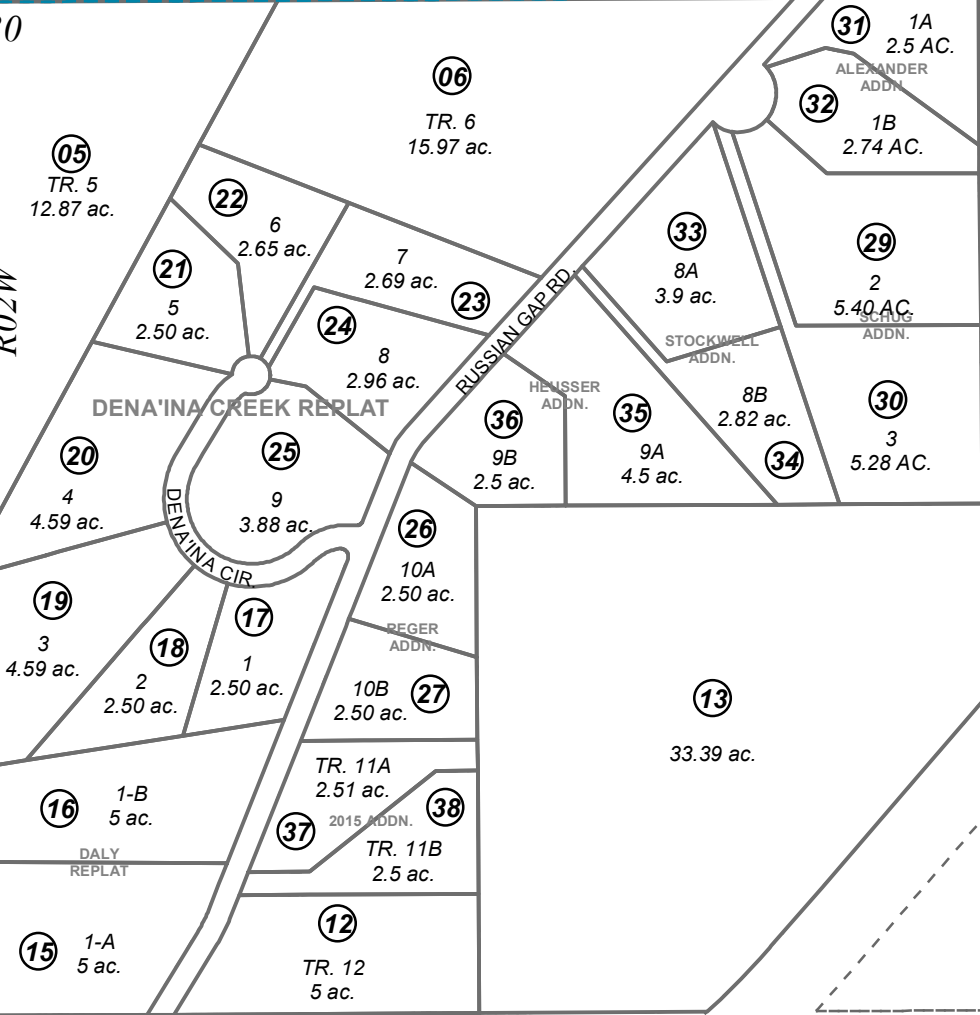 30
R02W
05
TR. 5
12.87 ac.
06
TR. 6
15.97 ac.
31
1A
2.5 AC.
ALEXANDER
ADDN.
32
1B
2.74 AC.
22
6
2.65 ac.
21
5
2.50 ac.
7
2.69 ac.
23
24
8
2.96 ac.
RUSSIAN GAP RD.
33
8A
3.9 ac.
29
2
5.40 AC.
SCHUG
ADDN.
STOCKWELL
ADDN.
8B
2.82 ac.
34
30
3
5.28 AC.
HEUSSER
ADDN.
36
9B
2.5 ac.
35
9A
4.5 ac.
DENA'INA CREEK REPLAT
20
4
4.59 ac.
25
9
3.88 ac.
DENA'INA CIR.
26
10A
2.50 ac.
REGER
ADDN.
10B
2.50 ac.
27
19
3
4.59 ac.
18
2
2.50 ac.
17
1
2.50 ac.
13
33.39 ac.
16
1-B
5 ac.
DALY
REPLAT
15
1-A
5 ac.
TR. 11A
2.51 ac.
37
2015 ADDN.
38
TR. 11B
2.5 ac.
12
TR. 12
5 ac.